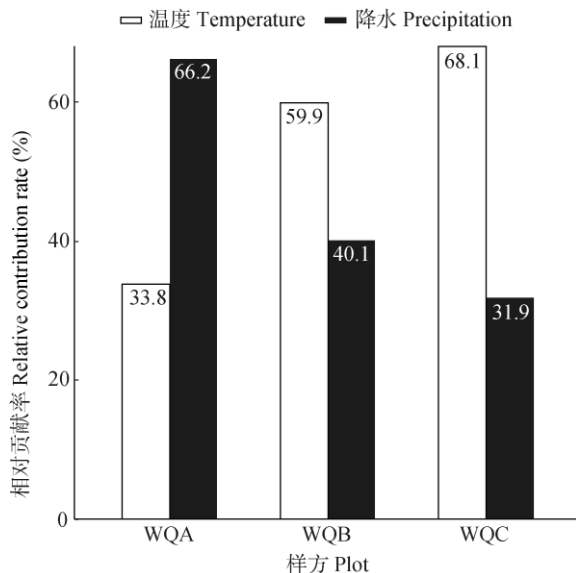 温度 Temperature 降水 Precipitation
相对贡献率 Relative contribution rate (%)
60
40
20
0
33.8
66.2
59.9
40.1
68.1
31.9
WQA WQB WQC
样方 Plot